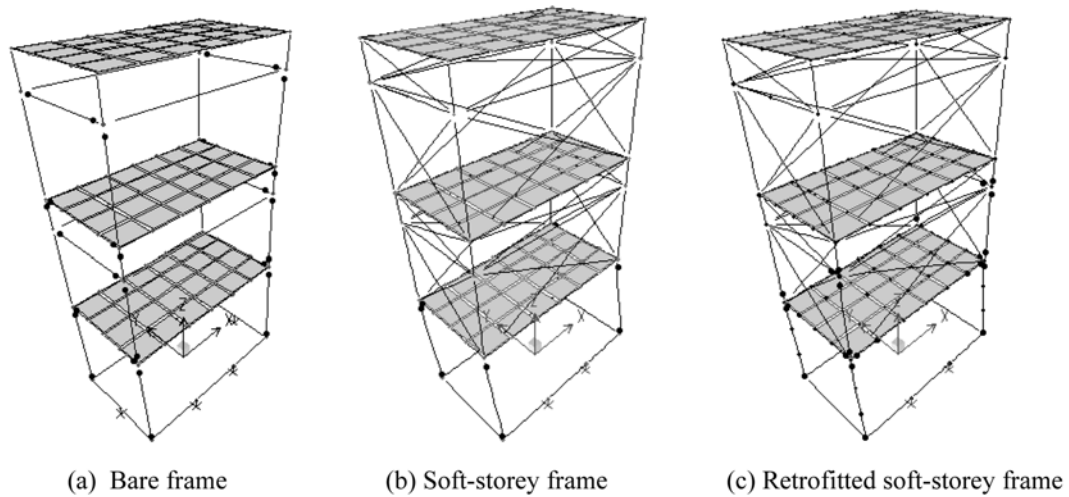 Z
X
Z
X
X
(a) Bare frame
(b) Soft-storey frame
(c) Retrofitted soft-storey frame